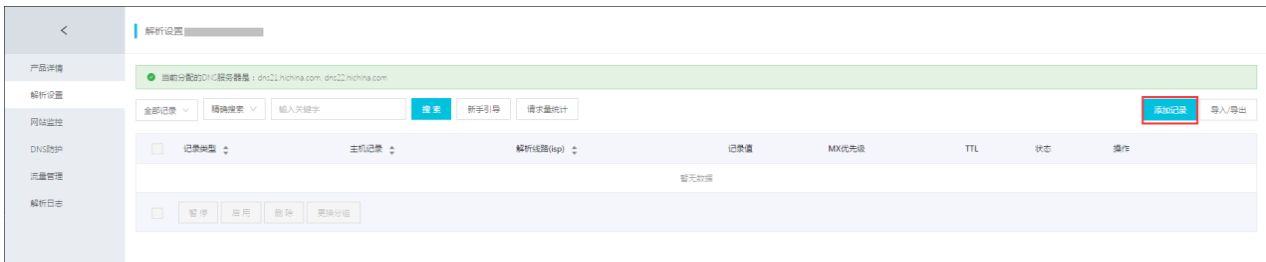 解析设置
产品详情
解析设置
网站监控
DNS防护
流量管理
解析日志
当前分配的DNS服务器是：dns21.hichina.com, dns22.hichina.com
全部记录 精确搜索 输入关键字 搜索 新手引导 请求量统计 添加记录 导入/导出
记录类型 主机记录 解析线路(isp) 记录值 MX优先级 TTL 状态 操作
暂无数据
暂停 启用 删除 更换分组